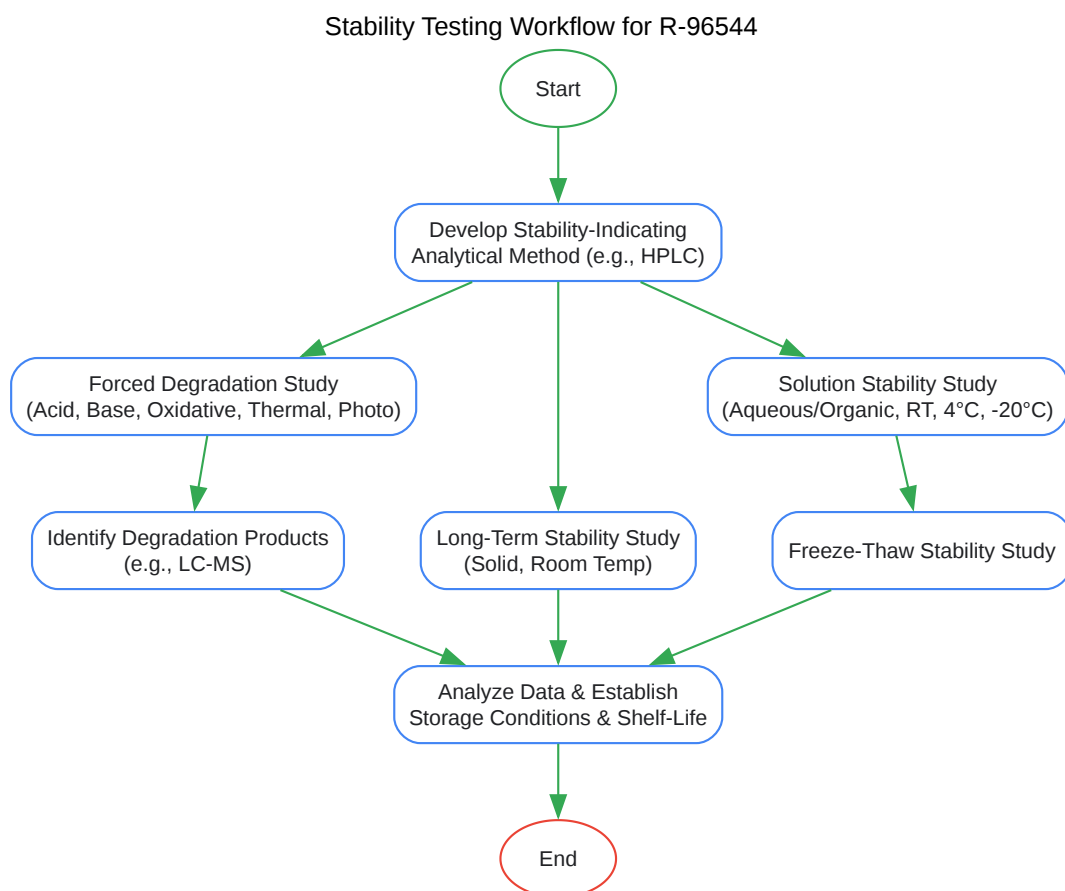 Stability Testing Workflow for R-96544
Start
Develop Stability-Indicating
Analytical Method (e.g., HPLC)
Forced Degradation Study
(Acid, Base, Oxidative, Thermal, Photo)
Solution Stability Study
(Aqueous/Organic, RT, 4°C, -20°C)
Identify Degradation Products
(e.g., LC-MS)
Long-Term Stability Study
(Solid, Room Temp)
Freeze-Thaw Stability Study
Analyze Data & Establish
Storage Conditions & Shelf-Life
End